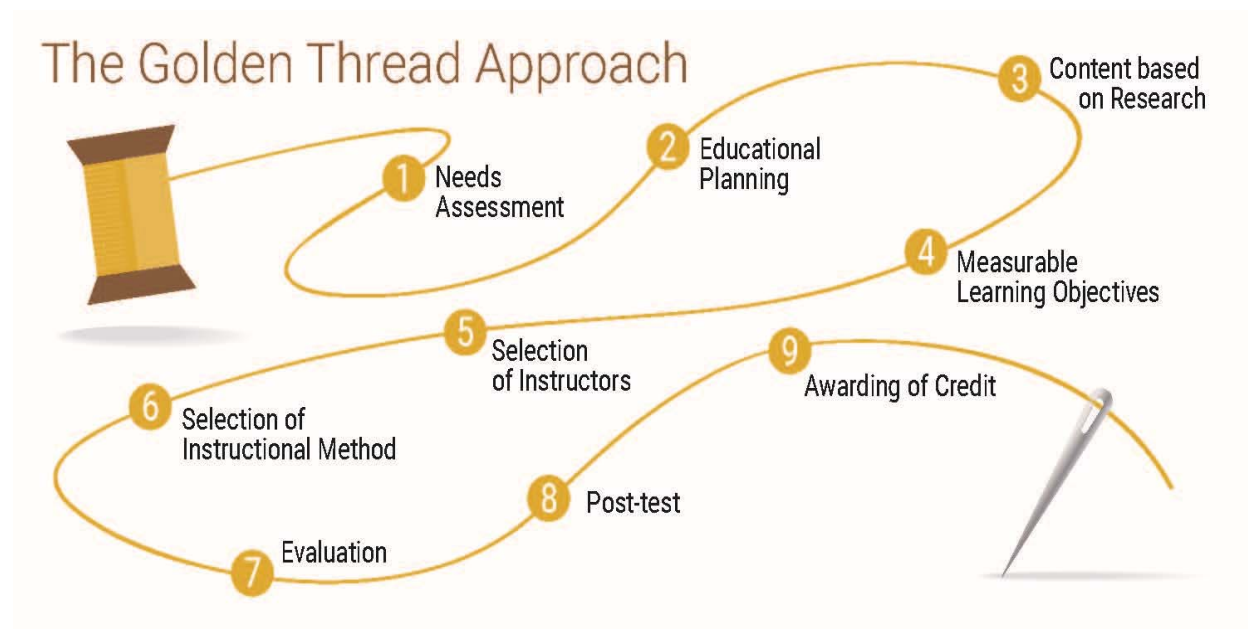 The Golden Thread Approach
1
Needs
Assessment
2
Educational
Planning
3
Content based
on Research
4
Measurable
Learning Objectives
5
Selection
of Instructors
6
Selection of
Instructional Method
7
Evaluation
8
Post-test
9
Awarding of Credit